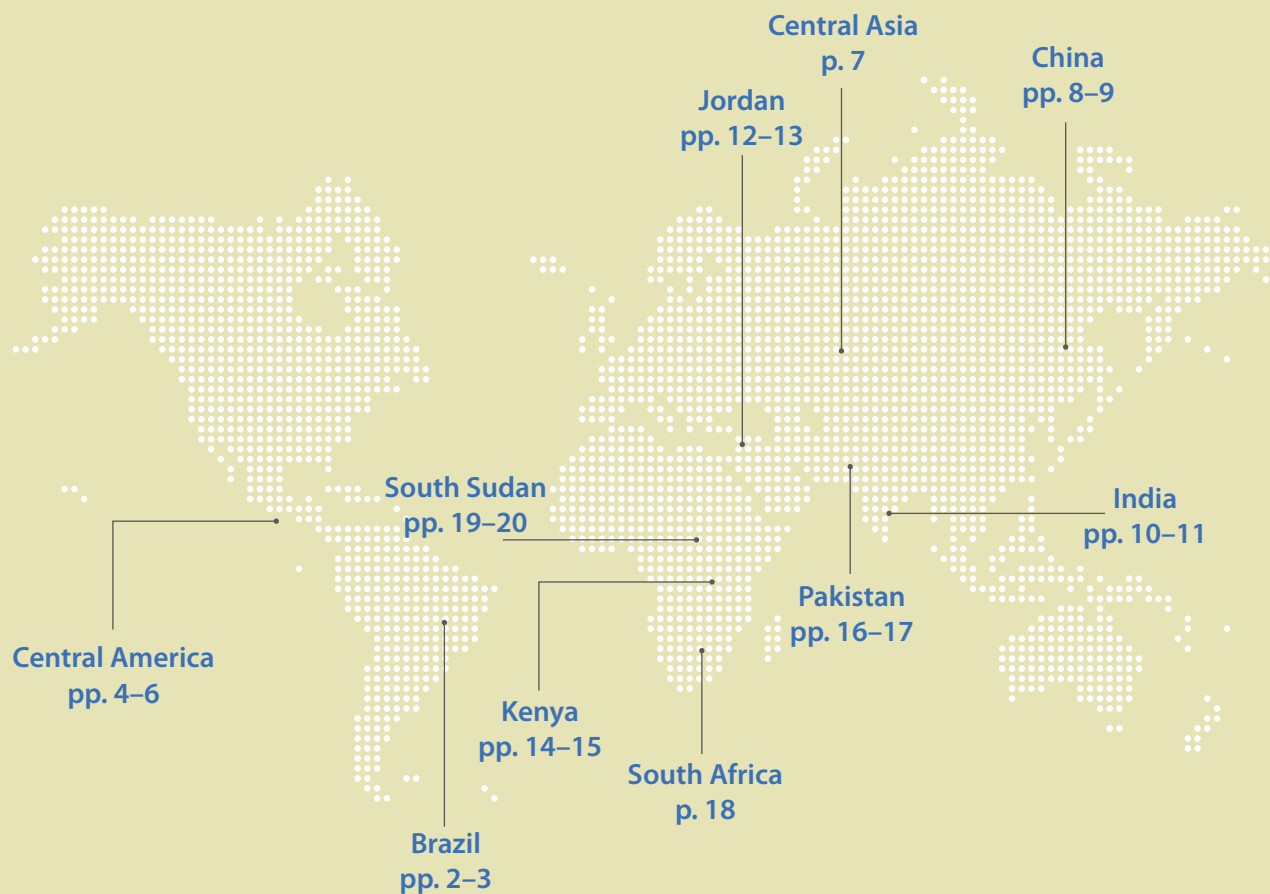 Central Asia
p. 7
China
pp. 8–9
Jordan
pp. 12–13
South Sudan
pp. 19–20
India
pp. 10–11
Pakistan
pp. 16–17
Central America
pp. 4–6
Kenya
pp. 14–15
South Africa
p. 18
Brazil
pp. 2–3